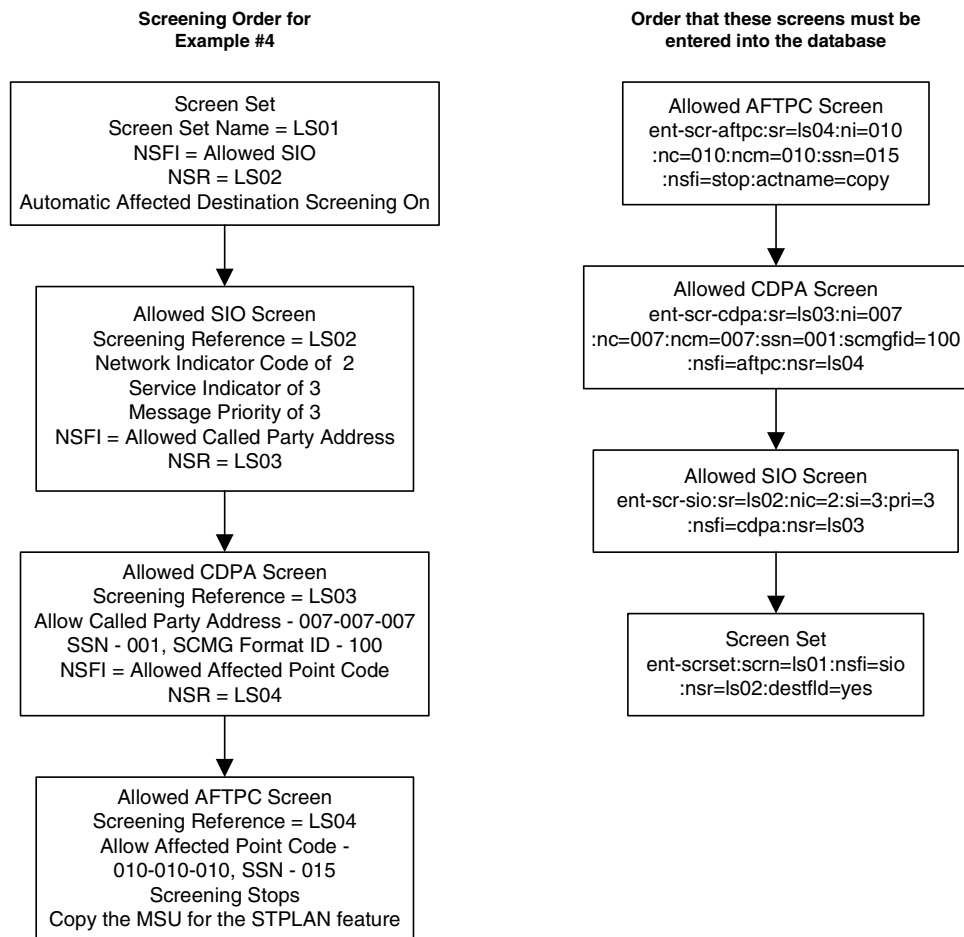 Screening Order for
Example #4
Screen Set
Screen Set Name = LS01
NSFI = Allowed SIO
NSR = LS02
Automatic Affected Destination Screening On
Allowed SIO Screen
Screening Reference = LS02
Network Indicator Code of 2
Service Indicator of 3
Message Priority of 3
NSFI = Allowed Called Party Address
NSR = LS03
Allowed CDPA Screen
Screening Reference = LS03
Allow Called Party Address - 007-007-007
SSN - 001, SCMG Format ID - 100
NSFI = Allowed Affected Point Code
NSR = LS04
Allowed AFTPC Screen
Screening Reference = LS04
Allow Affected Point Code -
010-010-010, SSN - 015
Screening Stops
Copy the MSU for the STPLAN feature
Order that these screens must be
entered into the database
Allowed AFTPC Screen
ent-scr-aftpc:sr=ls04:ni=010
:nc=010:ncm=010:ssn=015
:nsfi=stop:actname=copy
Allowed CDPA Screen
ent-scr-cdpa:sr=ls03:ni=007
:nc=007:ncm=007:ssn=001:scmgfid=100
:nsfi=aftpc:nsr=ls04
Allowed SIO Screen
ent-scr-sio:sr=ls02:nic=2:si=3:pri=3
:nsfi=cdpa:nsr=ls03
Screen Set
ent-scrset:scrn=ls01:nsfi=sio
:nsr=ls02:destfld=yes